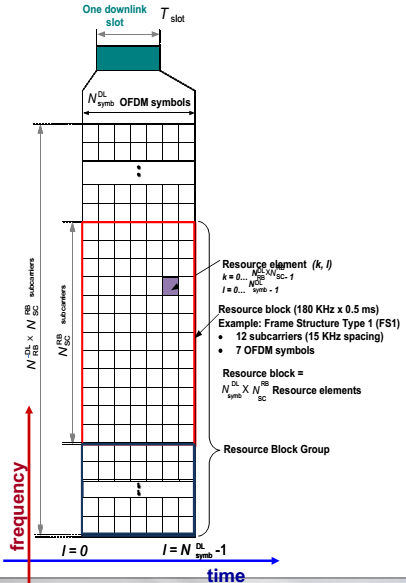 One downlink
slot
T slot
N DL symb OFDM symbols
N DL RB X N RB SC subcarriers
N RB SC subcarriers
Resource element (k, l)
k = 0... N DL RB X N RB SC - 1
l = 0... N DL symb - 1
Resource block (180 KHz x 0.5 ms)
Example: Frame Structure Type 1 (FS1)
• 12 subcarriers (15 KHz spacing)
• 7 OFDM symbols
Resource block =
N DL symb X N RB SC Resource elements
Resource Block Group
frequency
l = 0
l = N DL symb -1
time